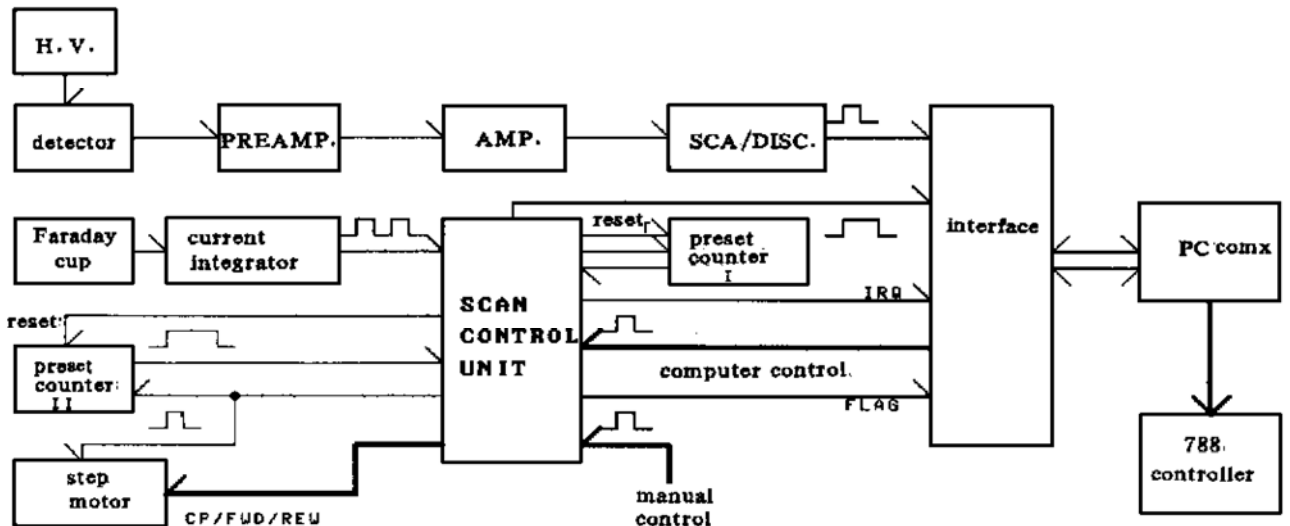 H. V.
detector
PREAMP.
AMP.
SCA/DISC.
interface
PC comx
Faraday
cup
current
integrator
reset
preset
counter
I
SCAN
CONTROL
UNIT
IRQ
reset:
preset
counter:
II
computer control.
FLAG
step
motor
CP/FWD/REW
manual
control
788
controller